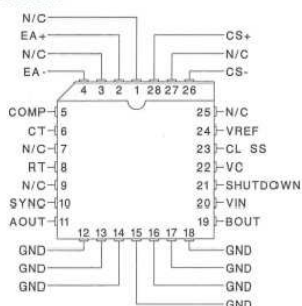 N/C
EA+ CS+
N/C N/C
EA- CS-
4 3 2 1 28 27 26
COMP 5 25 N/C
CT 6 24 VREF
N/C 7 23 CL SS
RT 8 22 VC
N/C 9 21 SHUTDOWN
SYNC 10 20 VIN
AOUT 11 19 BOUT
12 13 14 15 16 17 18
GND GND
GND GND
GND GND
GND